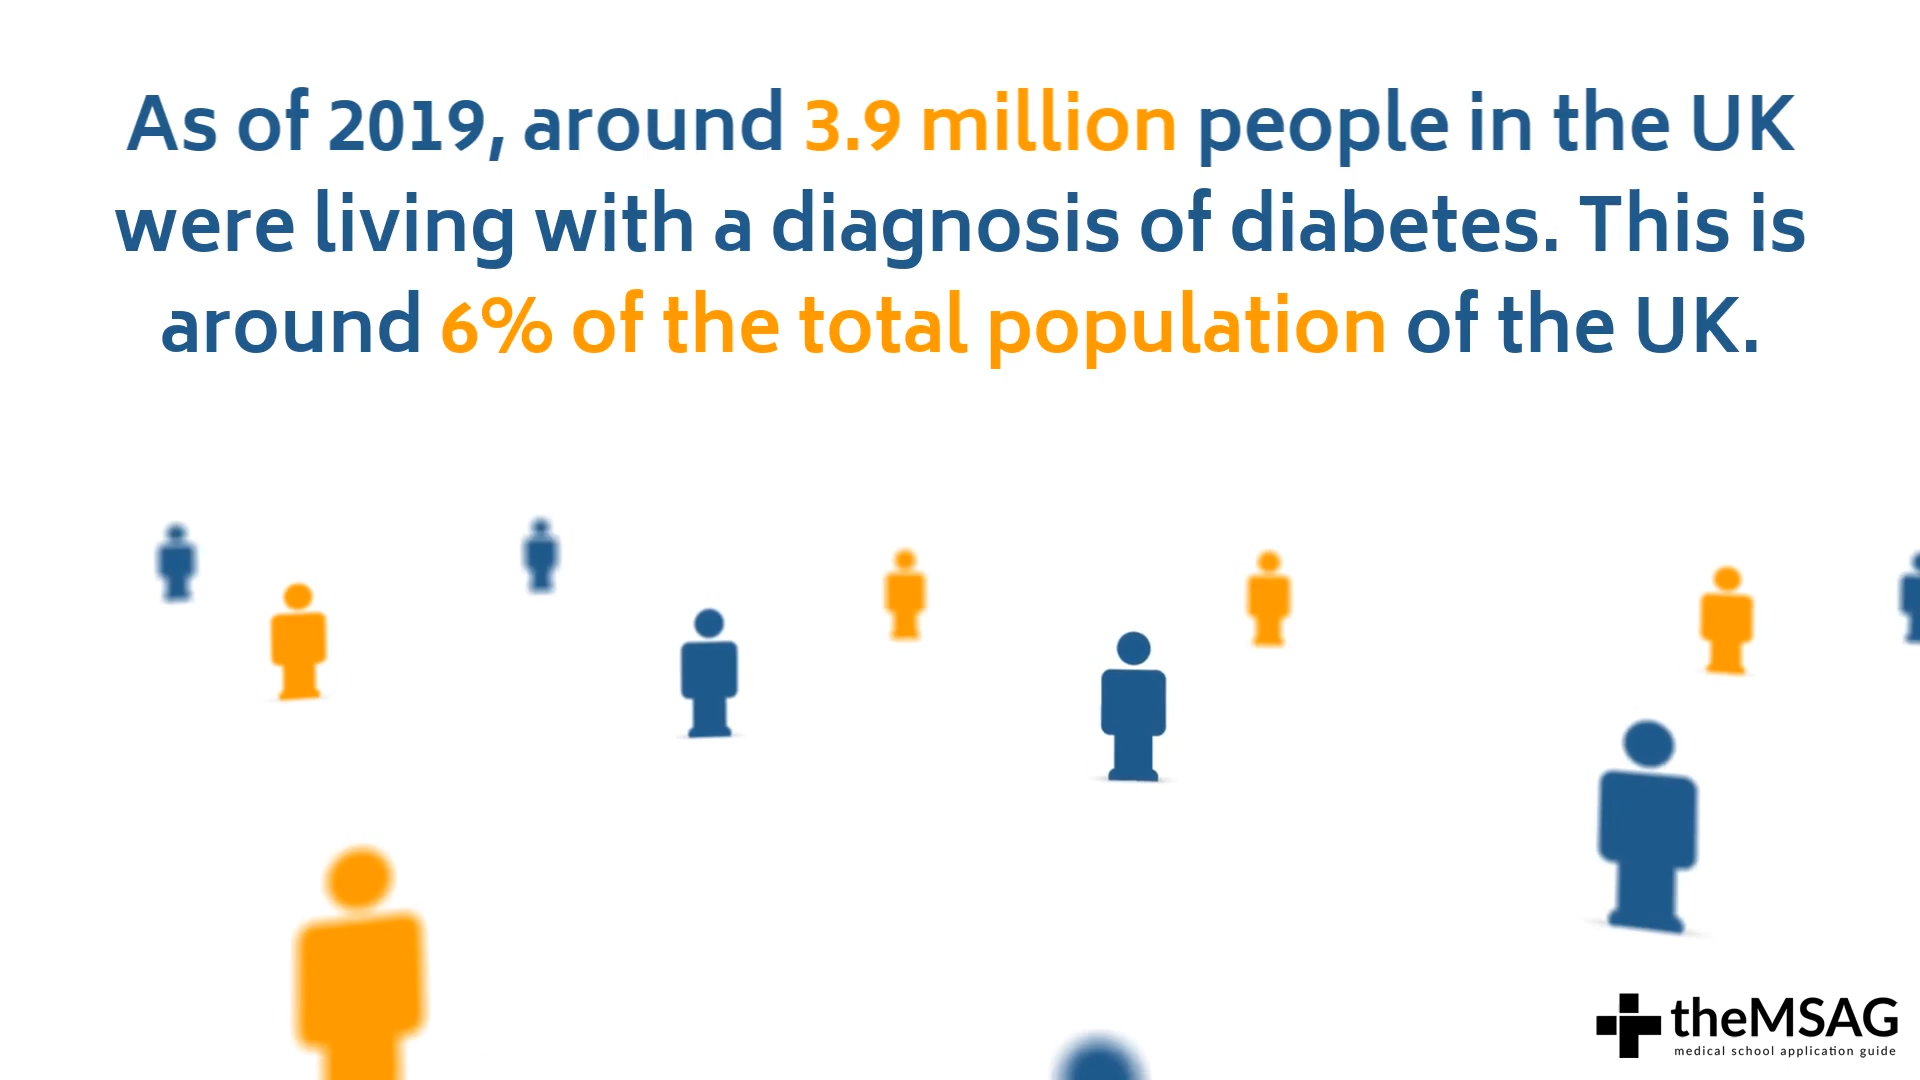 As of 2019, around 3.9 million people in the UK
were living with a diagnosis of diabetes. This is
around 6% of the total population of the UK.
theMSAG
medical school application guide